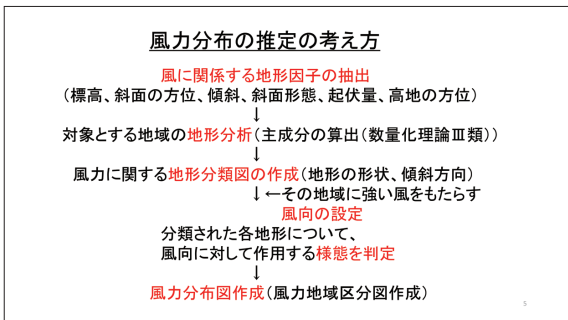 風力分布の推定の考え方
風に関係する地形因子の抽出
(標高、斜面の方位、傾斜、斜面形態、起伏量、高地の方位)
↓
対象とする地域の地形分析(主成分の算出(数量化理論Ⅲ類))
↓
風力に関する地形分類図の作成(地形の形状、傾斜方向)
↓←その地域に強い風をもたらす
風向の設定
分類された各地形について、
風向に対して作用する様態を判定
↓
風力分布図作成(風力地域区分図作成)
5